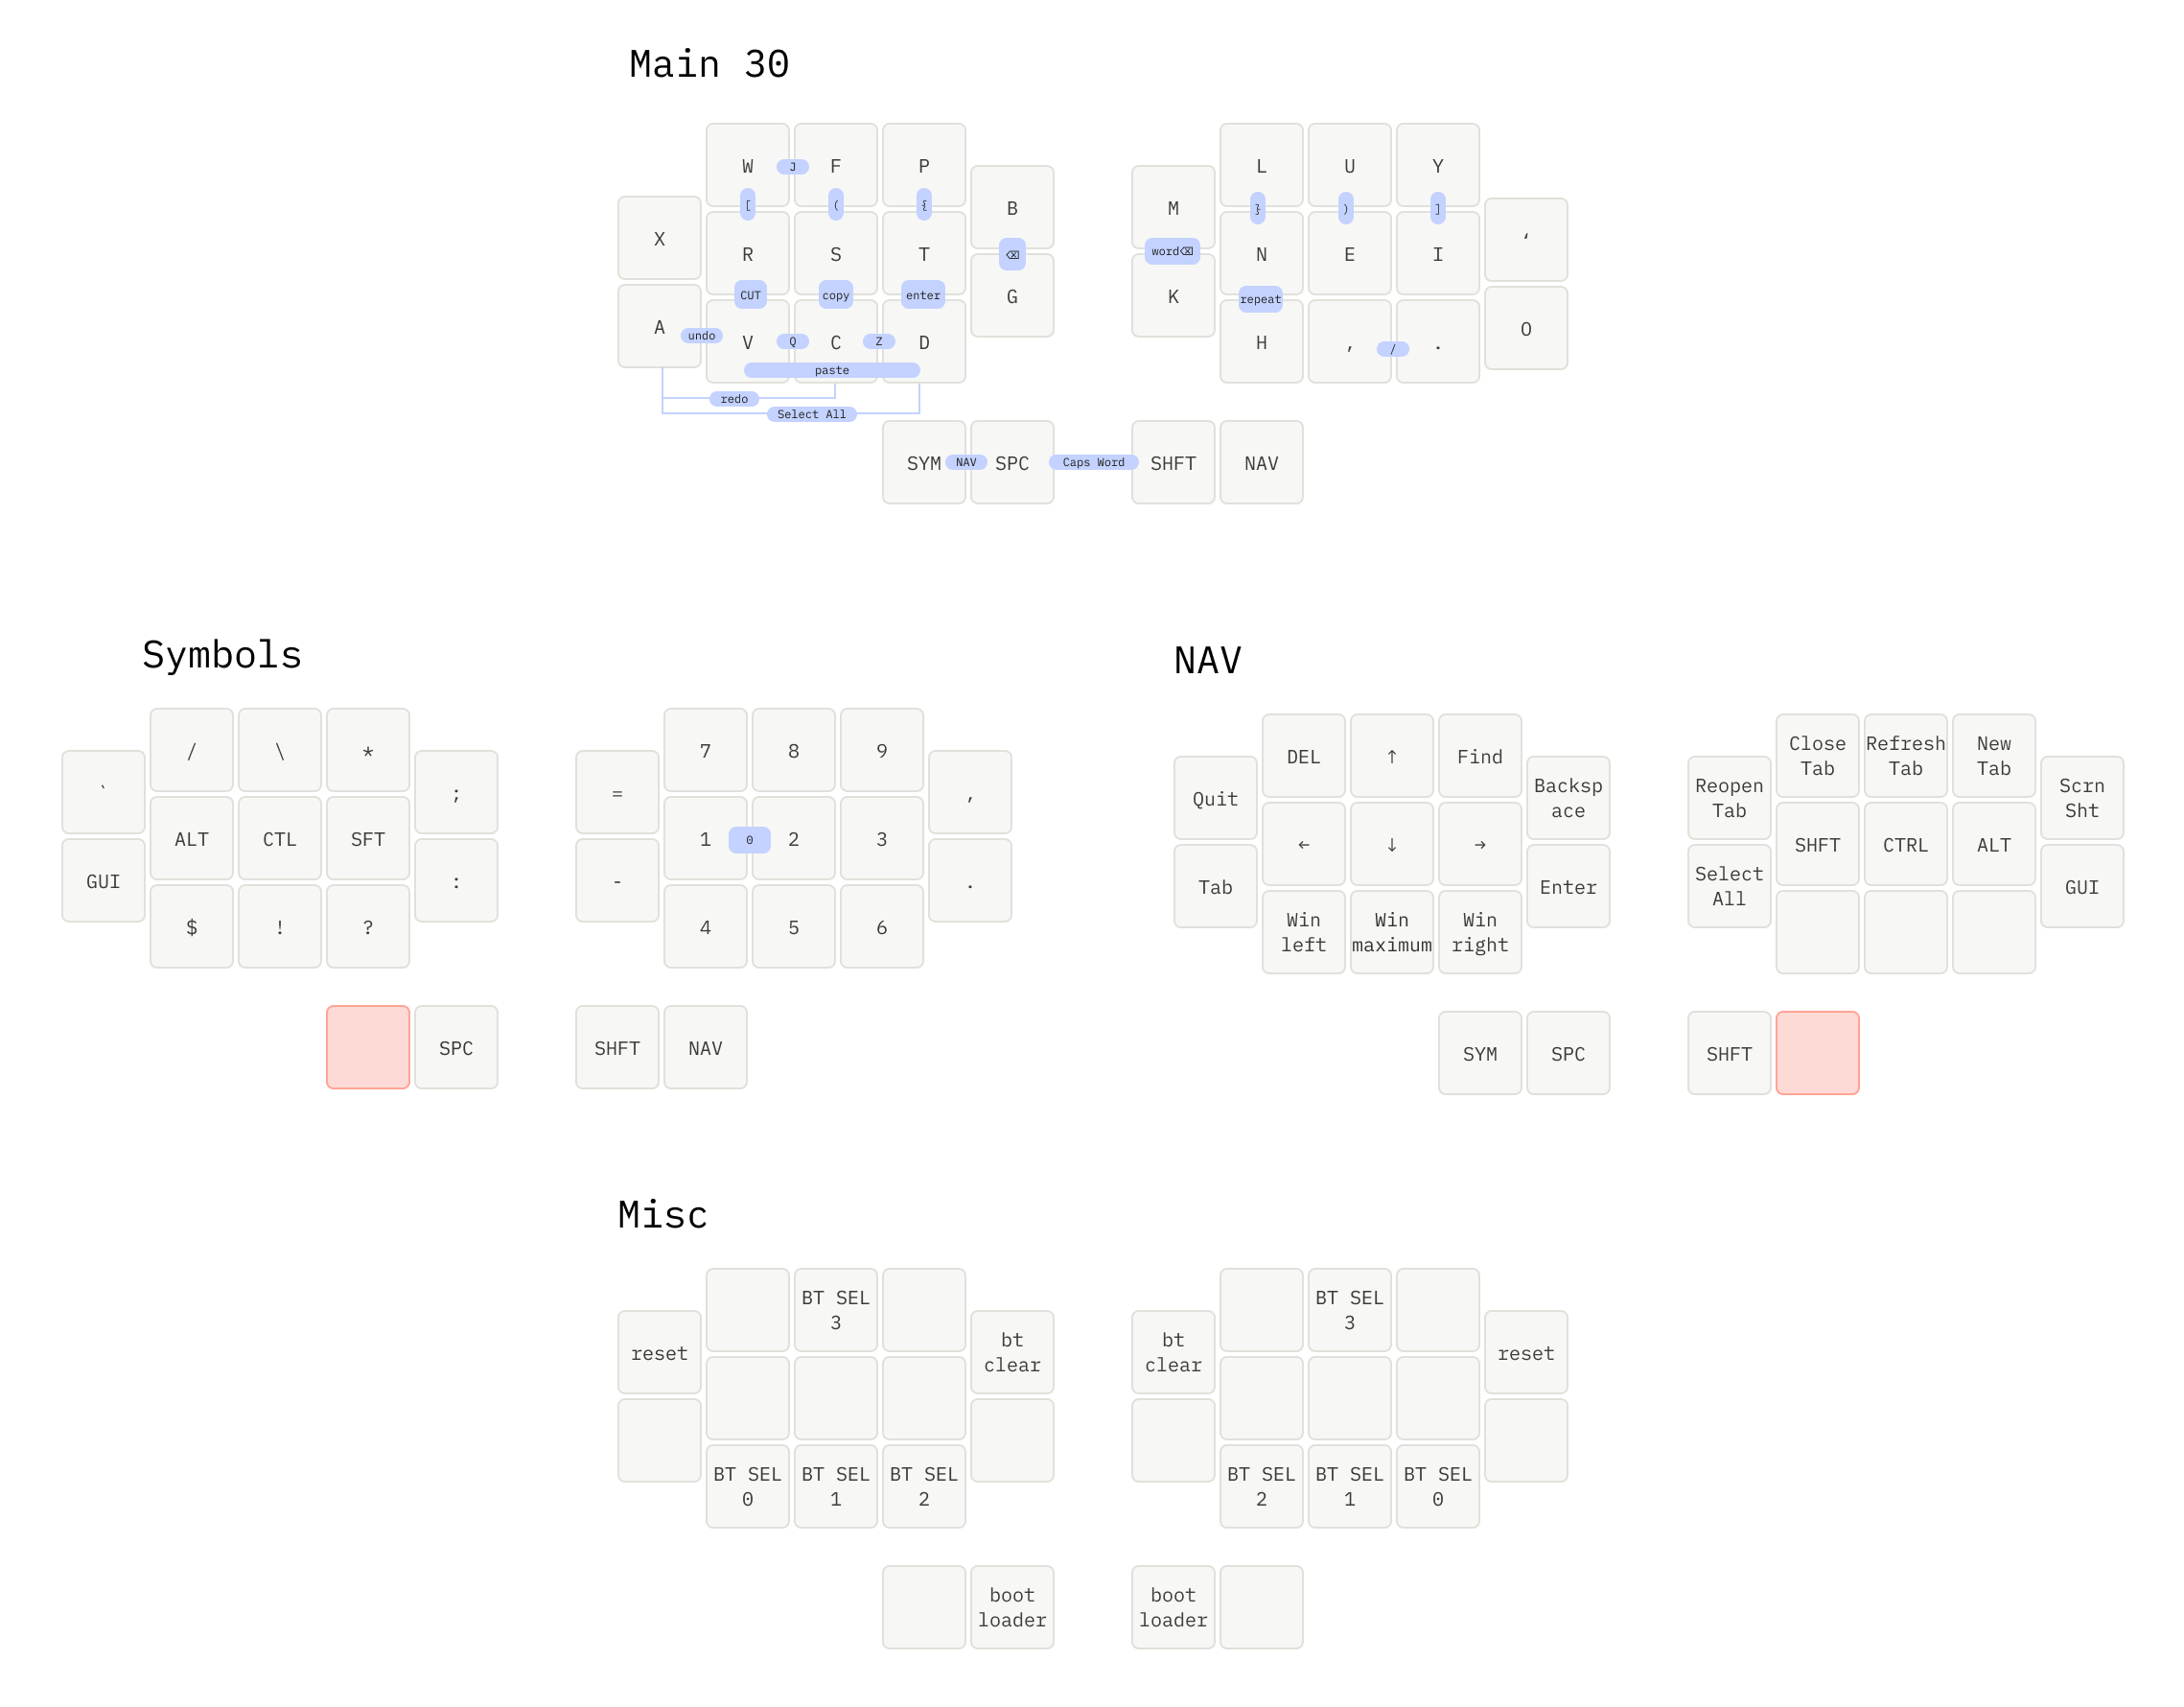 Main 30
W J F P
L U Y
[ ( {
} ) ]
X B
M ‘
R S T
N E I
⌫
word⌫
CUT copy enter
G
K repeat
A undo
V Q C Z D
H , / .
O
paste
redo
Select All
SYM NAV SPC Caps Word SHFT NAV
Symbols
/ \ *
7 8 9
` ;
= ,
ALT CTL SFT
1 0 2 3
GUI :
- .
$ ! ?
4 5 6
SPC
SHFT NAV
NAV
DEL ↑ Find
Close
Tab
Refresh
Tab
New
Tab
Quit
Backsp
ace
Reopen
Tab
Scrn
Sht
← ↓ →
SHFT CTRL ALT
Tab Enter
Select
All
GUI
Win
left
Win
maximum
Win
right
SYM SPC
SHFT
Misc
BT SEL
3
BT SEL
3
reset
bt
clear
bt
clear
reset
BT SEL
0
BT SEL
1
BT SEL
2
BT SEL
2
BT SEL
1
BT SEL
0
boot
loader
boot
loader